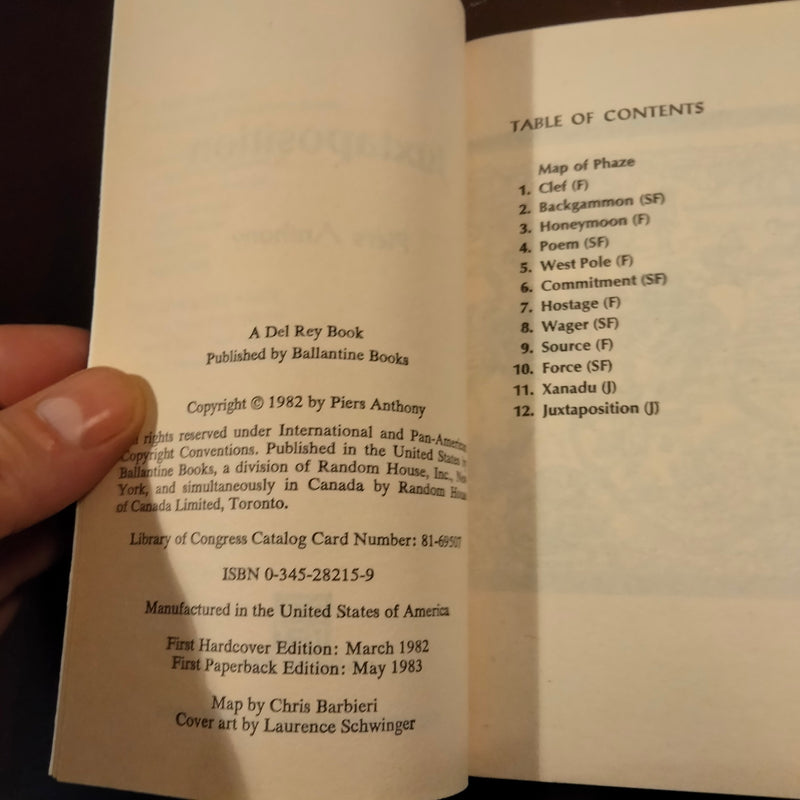 A Del Rey Book
Published by Ballantine Books
Copyright © 1982 by Piers Anthony
rights reserved under International and Pan-American
Copyright Conventions. Published in the United States
Ballantine Books, a division of Random House, Inc.,
York, and simultaneously in Canada by Random House
of Canada Limited, Toronto.
Library of Congress Catalog Card Number: 81-69507
ISBN 0-345-28215-9
Manufactured in the United States of America
First Hardcover Edition: March 1982
First Paperback Edition: May 1983
Map by Chris Barbieri
Cover art by Laurence Schwinger
TABLE OF CONTENTS
Map of Phaze
1. Clef (F)
2. Backgammon (SF)
3. Honeymoon (F)
4. Poem (SF)
5. West Pole (F)
6. Commitment (SF)
7. Hostage (F)
8. Wager (SF)
9. Source (F)
10. Force (SF)
11. Xanadu (J)
12. Juxtaposition (J)